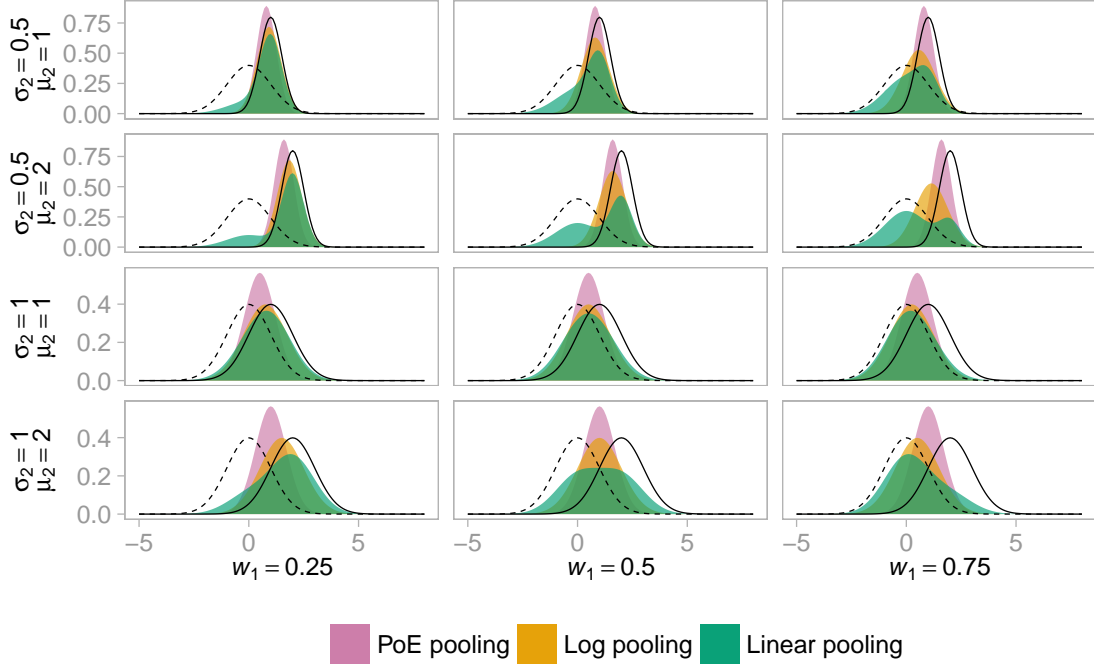 σ2 = 0.5
μ2 = 1
0.75
0.50
0.25
0.00
σ2 = 0.5
μ2 = 2
0.75
0.50
0.25
0.00
σ2 = 1
μ2 = 1
0.4
0.2
0.0
σ2 = 1
μ2 = 2
0.4
0.2
0.0
−5 0 5 −5 0 5 −5 0 5
w1 = 0.25 w1 = 0.5 w1 = 0.75
PoE pooling Log pooling Linear pooling